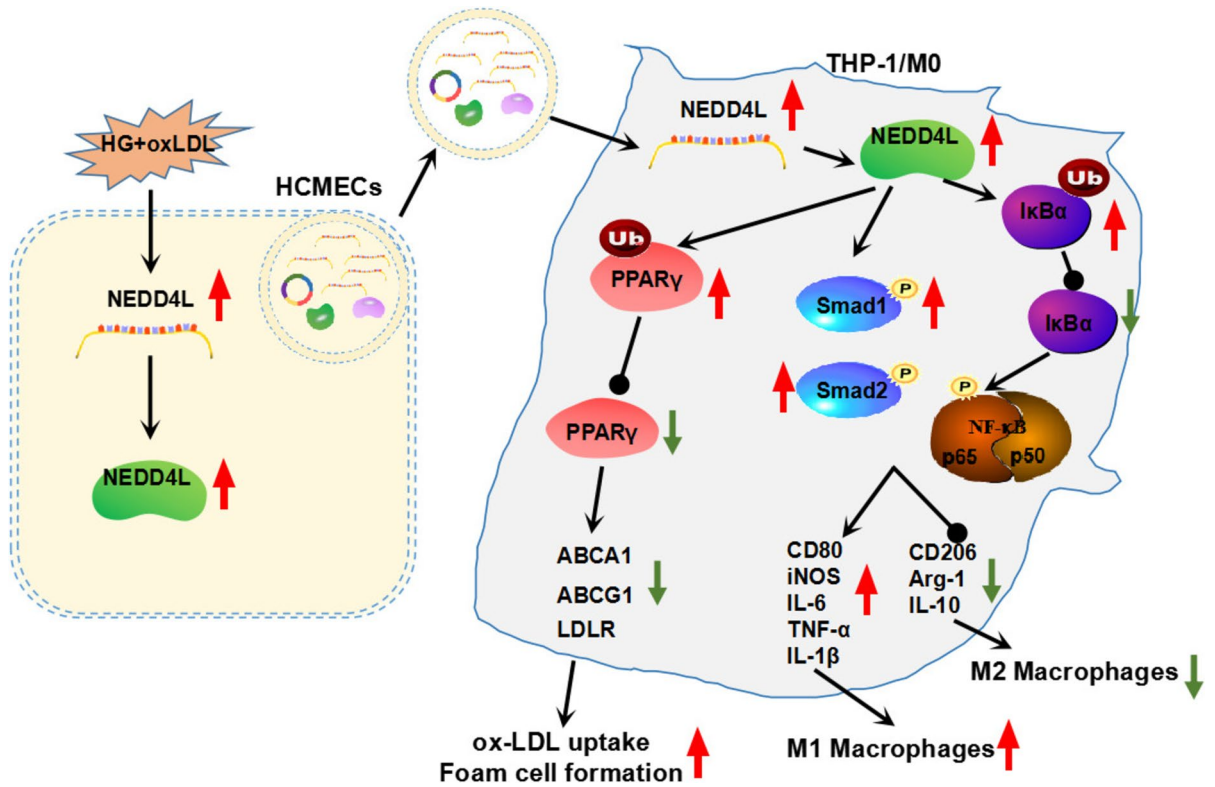 HG+oxLDL
HCMECs
NEDD4L
NEDD4L
THP-1/M0
NEDD4L
NEDD4L
Ub
IκBα
IκBα
Ub
PPARγ
PPARγ
P
Smad1
P
Smad2
P
NF-κB
p65 p50
ABCA1
ABCG1
LDLR
CD80
iNOS
IL-6
TNF-α
IL-1β
CD206
Arg-1
IL-10
M2 Macrophages
M1 Macrophages
ox-LDL uptake
Foam cell formation